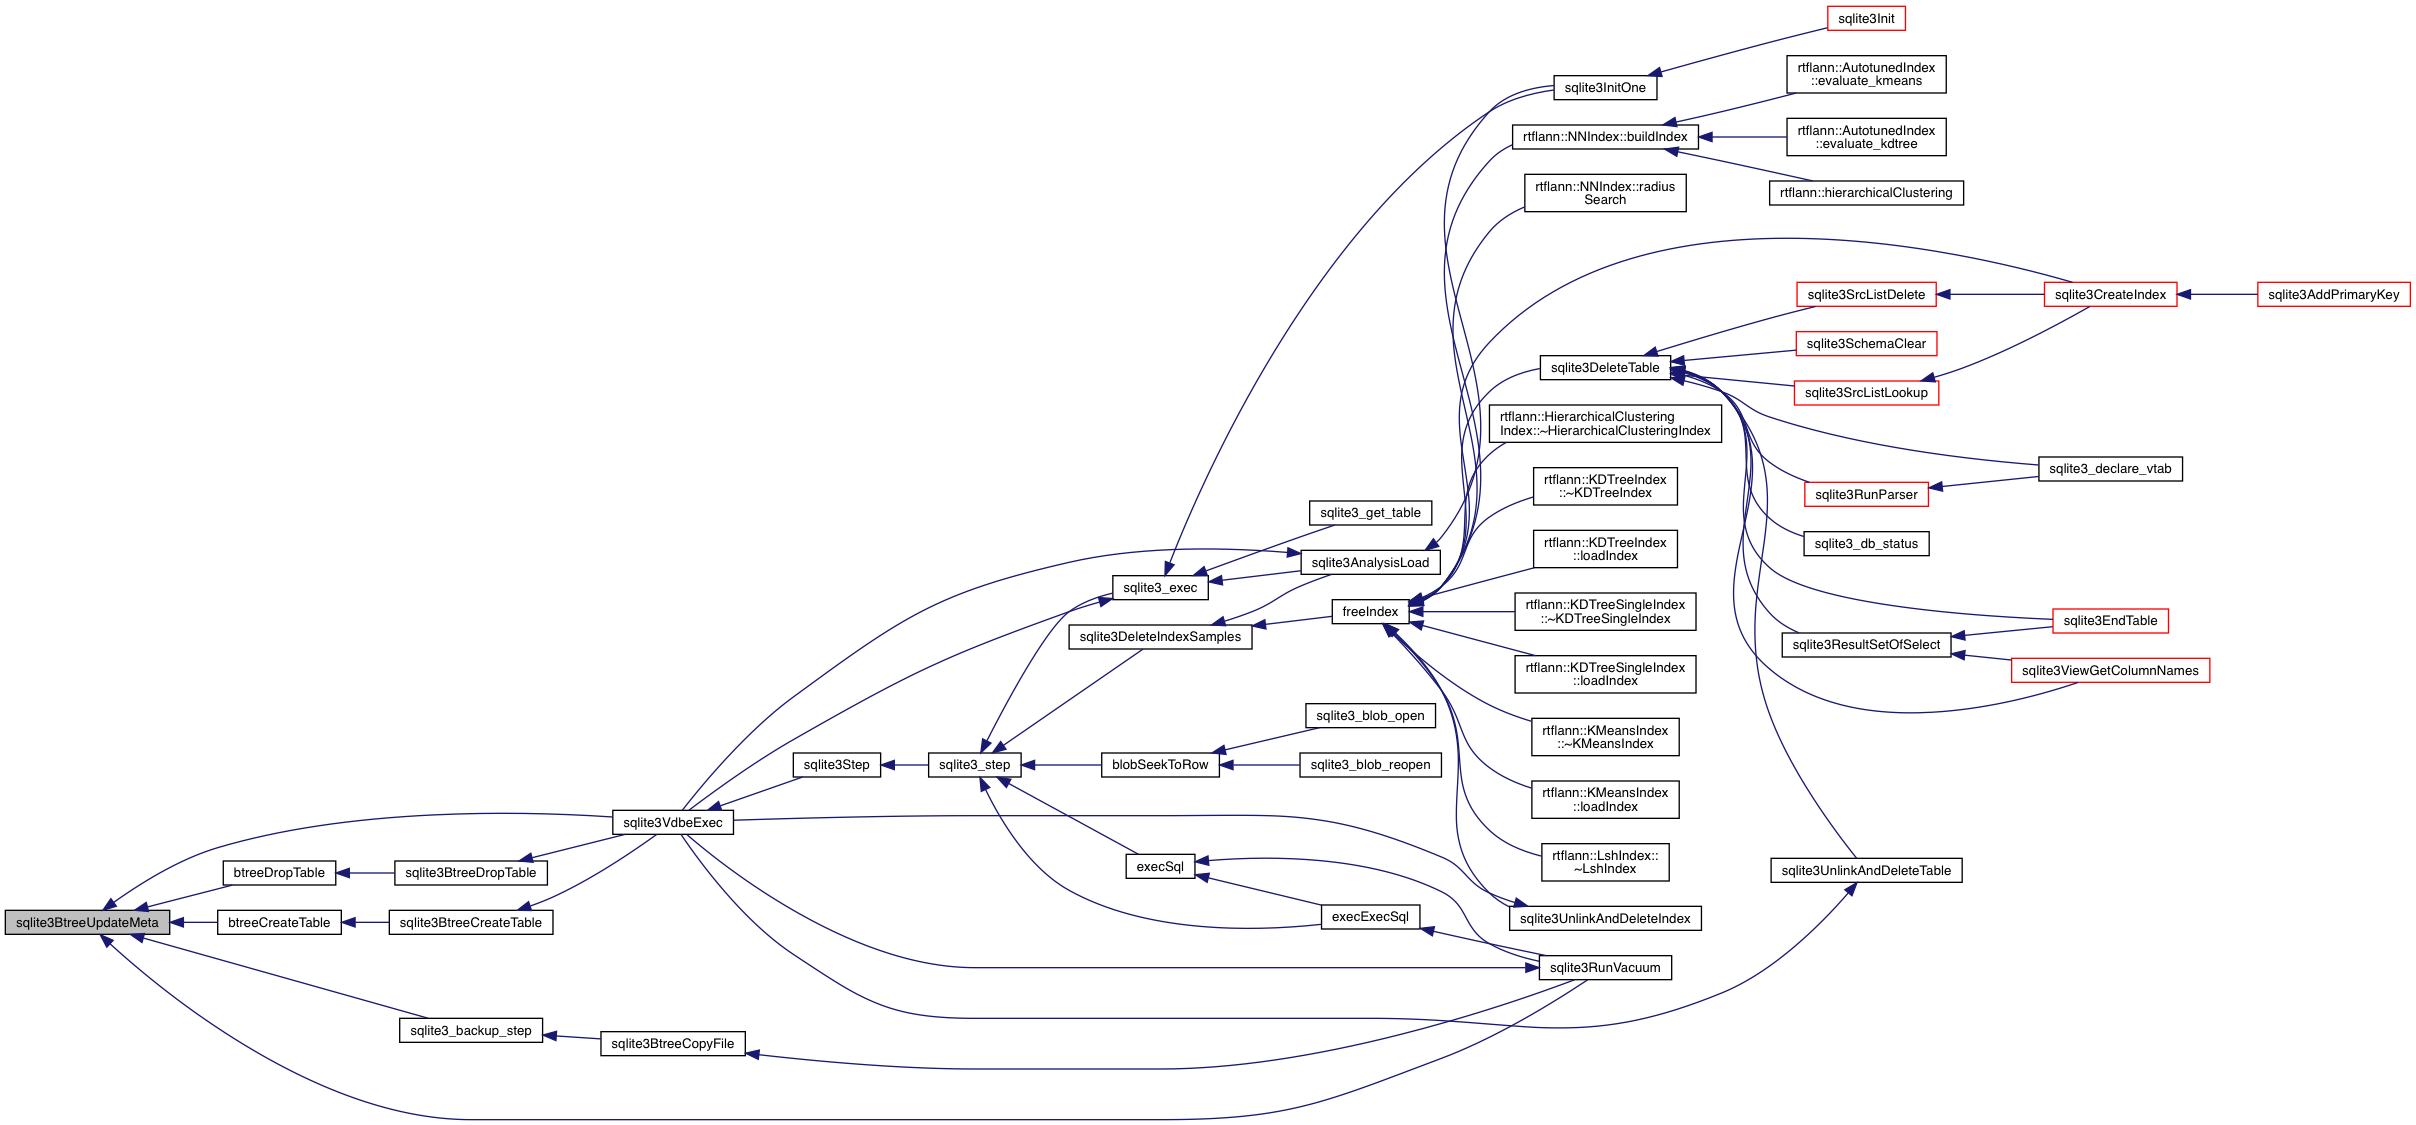 sqlite3BtreeUpdateMeta
btreeDropTable
btreeCreateTable
sqlite3BtreeDropTable
sqlite3BtreeCreateTable
sqlite3_backup_step
sqlite3VdbeExec
sqlite3BtreeCopyFile
sqlite3Step
sqlite3_step
sqlite3_exec
sqlite3DeleteIndexSamples
blobSeekToRow
execSql
sqlite3_get_table
sqlite3AnalysisLoad
freeIndex
sqlite3_blob_open
sqlite3_blob_reopen
execExecSql
sqlite3InitOne
rtflann::NNIndex::buildIndex
rtflann::NNIndex::radius
Search
sqlite3DeleteTable
rtflann::HierarchicalClustering
Index::~HierarchicalClusteringIndex
rtflann::KDTreeIndex
::~KDTreeIndex
rtflann::KDTreeIndex
::loadIndex
rtflann::KDTreeSingleIndex
::~KDTreeSingleIndex
rtflann::KDTreeSingleIndex
::loadIndex
rtflann::KMeansIndex
::~KMeansIndex
rtflann::KMeansIndex
::loadIndex
rtflann::LshIndex::
~LshIndex
sqlite3UnlinkAndDeleteIndex
sqlite3RunVacuum
sqlite3Init
rtflann::AutotunedIndex
::evaluate_kmeans
rtflann::AutotunedIndex
::evaluate_kdtree
rtflann::hierarchicalClustering
sqlite3SrcListDelete
sqlite3SchemaClear
sqlite3SrcListLookup
sqlite3RunParser
sqlite3_db_status
sqlite3ResultSetOfSelect
sqlite3UnlinkAndDeleteTable
sqlite3CreateIndex
sqlite3_declare_vtab
sqlite3EndTable
sqlite3ViewGetColumnNames
sqlite3AddPrimaryKey